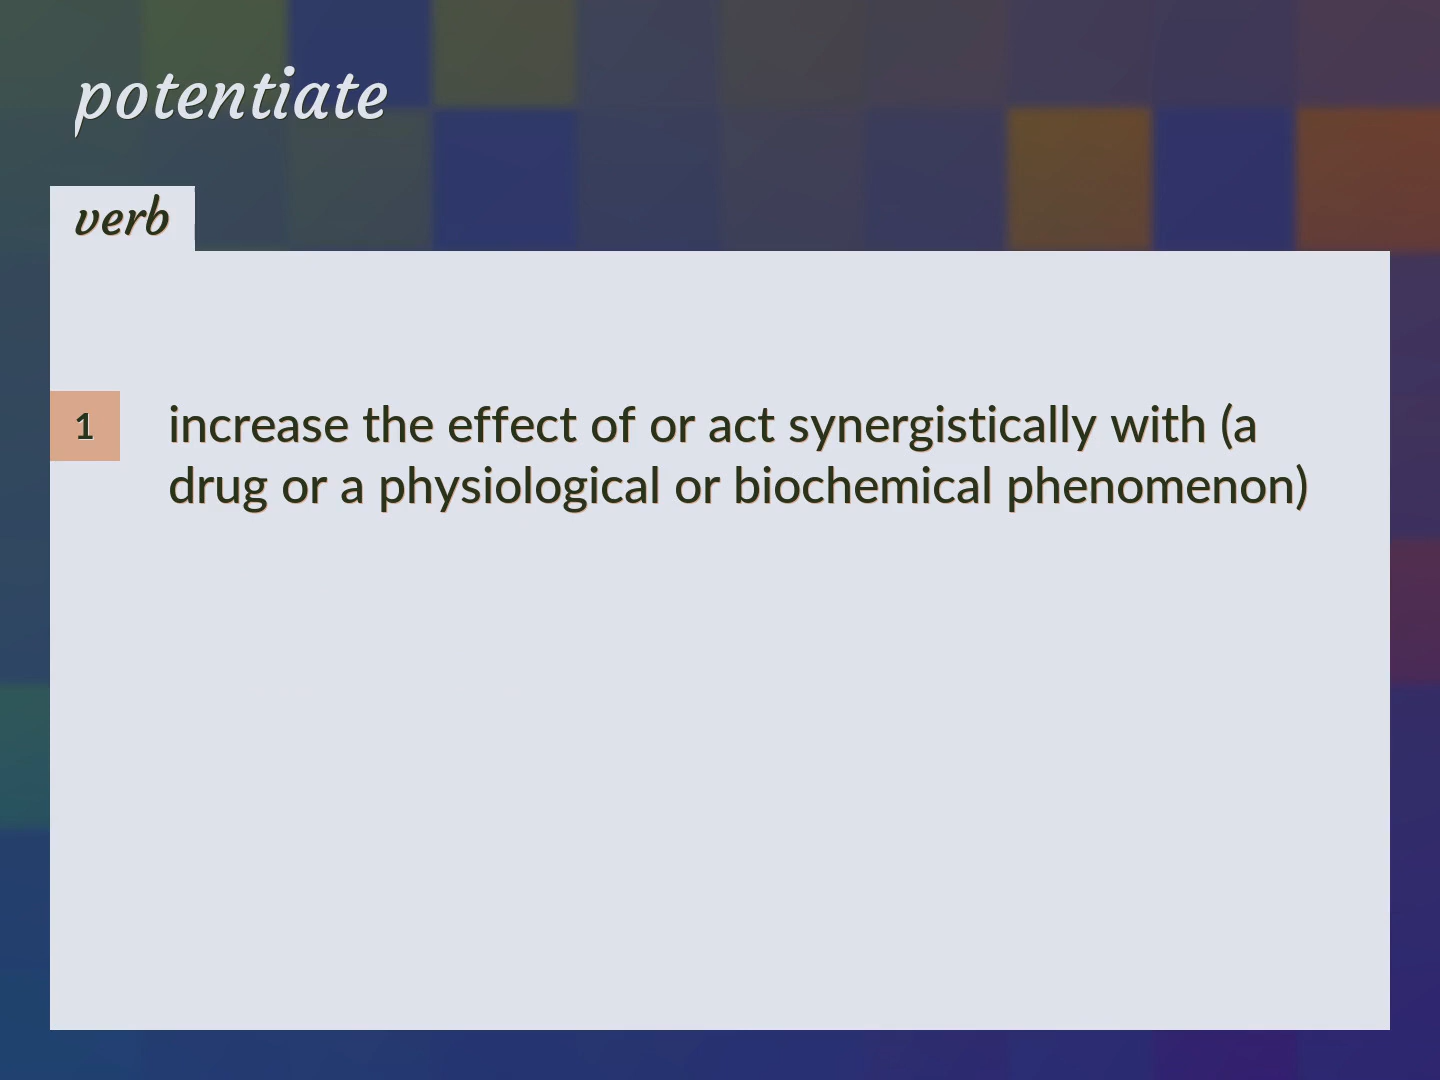 potentiate
verb
1
increase the effect of or act synergistically with (a
drug or a physiological or biochemical phenomenon)